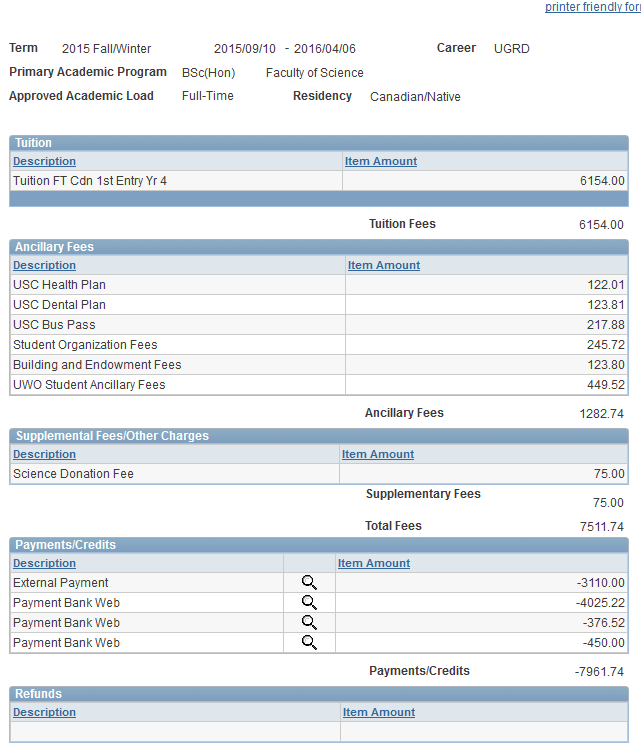 printer friendly for
Term 2015 Fall/Winter 2015/09/10 - 2016/04/06 Career UGRD
Primary Academic Program BSc(Hon) Faculty of Science
Approved Academic Load Full-Time Residency Canadian/Native
Tuition
Description Item Amount
Tuition FT Cdn 1st Entry Yr 4 6154.00
Tuition Fees 6154.00
Ancillary Fees
Description Item Amount
USC Health Plan 122.01
USC Dental Plan 123.81
USC Bus Pass 217.88
Student Organization Fees 245.72
Building and Endowment Fees 123.80
UWO Student Ancillary Fees 449.52
Ancillary Fees 1282.74
Supplemental Fees/Other Charges
Description Item Amount
Science Donation Fee 75.00
Supplementary Fees 75.00
Total Fees 7511.74
Payments/Credits
Description Item Amount
External Payment -3110.00
Payment Bank Web -4025.22
Payment Bank Web -376.52
Payment Bank Web -450.00
Payments/Credits -7961.74
Refunds
Description Item Amount